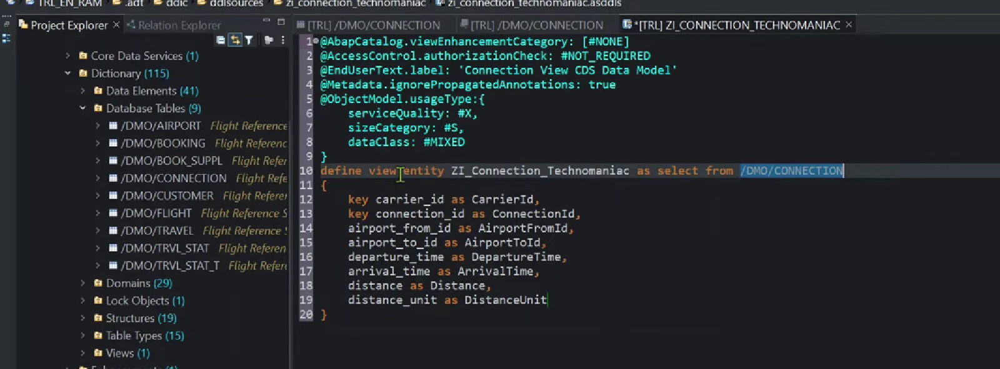 TRL_EN_RAM > .adt > ddic > ddlsources > zi_connection_technomaniac > zi_connection_technomaniac.asddls
Project Explorer × Relation Explorer
[TRL] /DMO/CONNECTION [TRL] /DMO/CONNECTION *[TRL] ZI_CONNECTION_TECHNOMANIAC ×
Core Data Services (1)
Dictionary (115)
Data Elements (41)
Database Tables (9)
/DMO/AIRPORT Flight Reference
/DMO/BOOKING Flight Referenc
/DMO/BOOK_SUPPL Flight Refer
/DMO/CONNECTION Flight Refe
/DMO/CUSTOMER Flight Referen
/DMO/FLIGHT Flight Reference S
/DMO/TRAVEL Flight Reference
/DMO/TRVL_STAT Flight Referen
/DMO/TRVL_STAT_T Flight Refere
Domains (29)
Lock Objects (1)
Structures (19)
Table Types (15)
Views (1)
1 @AbapCatalog.viewEnhancementCategory: [#NONE]
2 @AccessControl.authorizationCheck: #NOT_REQUIRED
3 @EndUserText.label: 'Connection View CDS Data Model'
4 @Metadata.ignorePropagatedAnnotations: true
5 @ObjectModel.usageType:{
6 serviceQuality: #X,
7 sizeCategory: #S,
8 dataClass: #MIXED
9 }
10 define view entity ZI_Connection_Technomaniac as select from /DMO/CONNECTION
11 {
12 key carrier_id as CarrierId,
13 key connection_id as ConnectionId,
14 airport_from_id as AirportFromId,
15 airport_to_id as AirportToId,
16 departure_time as DepartureTime,
17 arrival_time as ArrivalTime,
18 distance as Distance,
19 distance_unit as DistanceUnit
20 }